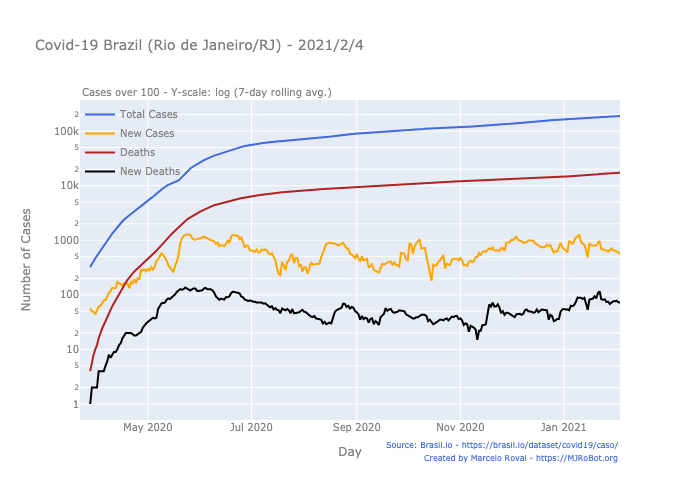 Covid-19 Brazil (Rio de Janeiro/RJ) - 2021/2/4
Cases over 100 - Y-scale: log (7-day rolling avg.)
Total Cases
New Cases
Deaths
New Deaths
2
100k
5
2
10k
5
2
1000
5
2
100
5
2
10
5
2
1
Number of Cases
May 2020
Jul 2020
Sep 2020
Nov 2020
Jan 2021
Day
Source: Brasil.io - https://brasil.io/dataset/covid19/caso/
Created by Marcelo Rovai - https://MJRoBot.org